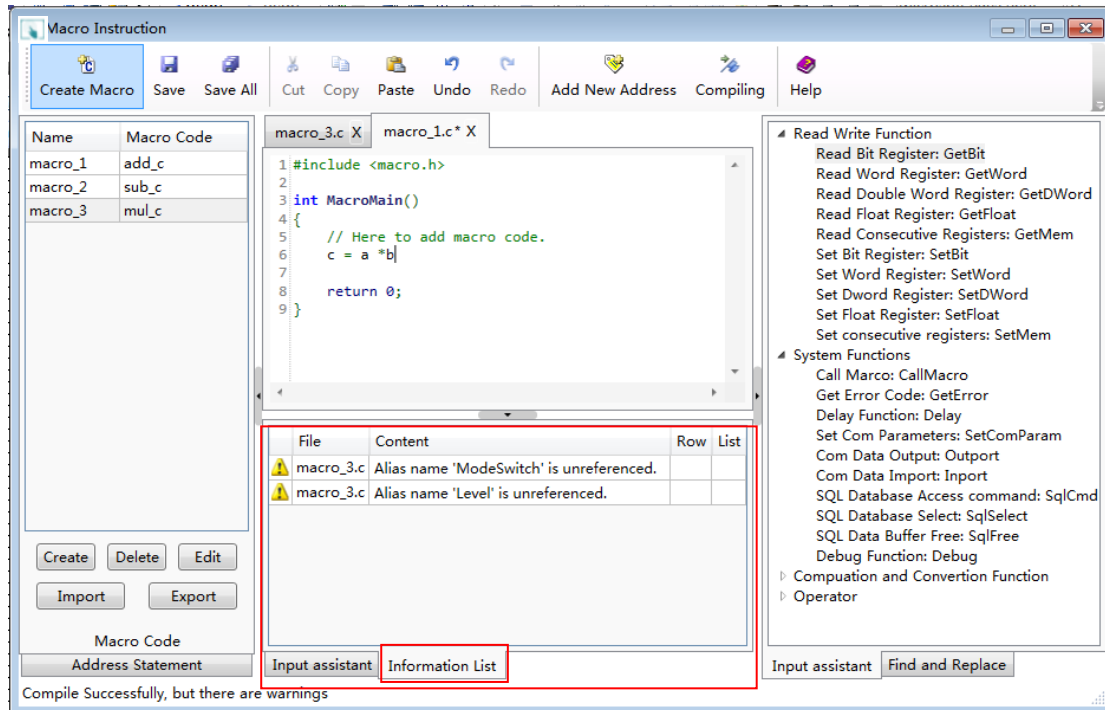 Macro Instruction
Create Macro Save Save All Cut Copy Paste Undo Redo Add New Address Compiling Help
Name Macro Code
macro_1 add_c
macro_2 sub_c
macro_3 mul_c
Create Delete Edit
Import Export
Macro Code
Address Statement
macro_3.c X macro_1.c* X
1 #include <macro.h>
2
3 int MacroMain()
4 {
5 // Here to add macro code.
6 c = a *b
7
8 return 0;
9 }
File Content Row List
macro_3.c Alias name 'ModeSwitch' is unreferenced.
macro_3.c Alias name 'Level' is unreferenced.
Input assistant Information List
Read Write Function
Read Bit Register: GetBit
Read Word Register: GetWord
Read Double Word Register: GetDWord
Read Float Register: GetFloat
Read Consecutive Registers: GetMem
Set Bit Register: SetBit
Set Word Register: SetWord
Set Dword Register: SetDWord
Set Float Register: SetFloat
Set consecutive registers: SetMem
System Functions
Call Marco: CallMacro
Get Error Code: GetError
Delay Function: Delay
Set Com Parameters: SetComParam
Com Data Output: Outport
Com Data Import: Inport
SQL Database Access command: SqlCmd
SQL Database Select: SqlSelect
SQL Data Buffer Free: SqlFree
Debug Function: Debug
Compuation and Convertion Function
Operator
Input assistant Find and Replace
Compile Successfully, but there are warnings